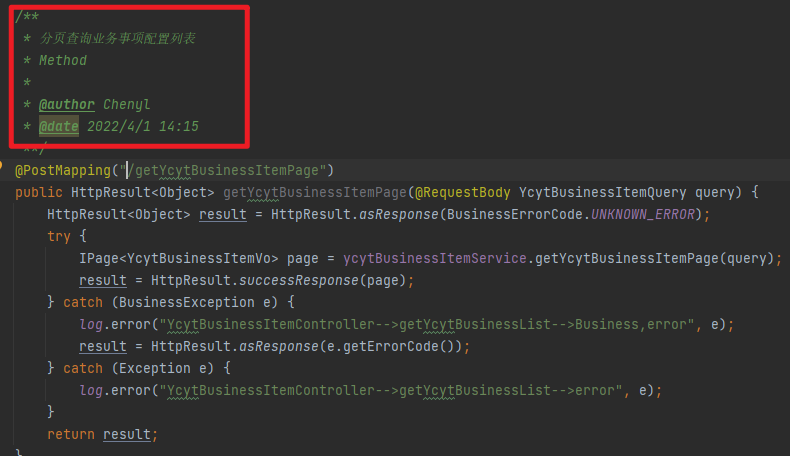 /**
 * 分页查询业务事项配置列表
 * Method
 *
 * @author Chenyl
 * @date 2022/4/1 14:15
 **/
@PostMapping("/getYcytBusinessItemPage")
public HttpResult<Object> getYcytBusinessItemPage(@RequestBody YcytBusinessItemQuery query) {
    HttpResult<Object> result = HttpResult.asResponse(BusinessErrorCode.UNKNOWN_ERROR);
    try {
        IPage<YcytBusinessItemVo> page = ycytBusinessItemService.getYcytBusinessItemPage(query);
        result = HttpResult.successResponse(page);
    } catch (BusinessException e) {
        log.error("YcytBusinessItemController-->getYcytBusinessList-->Business,error", e);
        result = HttpResult.asResponse(e.getErrorCode());
    } catch (Exception e) {
        log.error("YcytBusinessItemController-->getYcytBusinessList-->error", e);
    }
    return result;
}